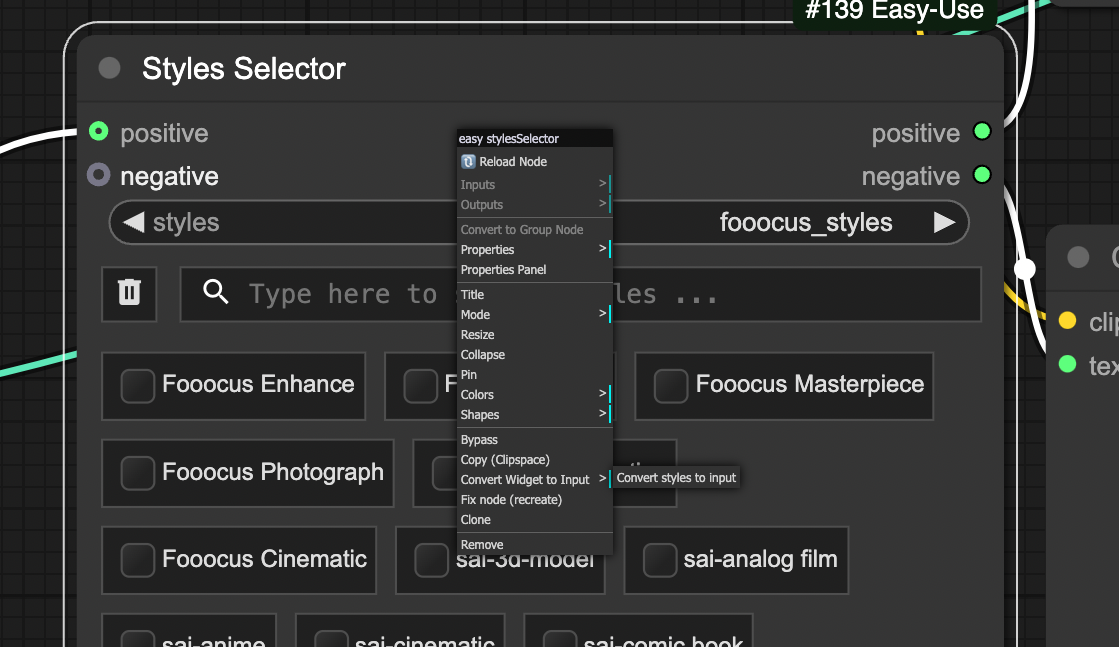 #139 Easy-Use
Styles Selector
positive
positive
negative
negative
styles
fooocus_styles
Type here to
les ...
Fooocus Enhance
F
Fooocus Masterpiece
Fooocus Photograph
Fooocus Cinematic
sai-3d-model
sai-analog film
sai-anime
sai-cinematic
sai-comic book
easy stylesSelector
Reload Node
Inputs >
Outputs >
Convert to Group Node
Properties >
Properties Panel
Title
Mode >
Resize
Collapse
Pin
Colors >
Shapes >
Bypass
Copy (Clipspace)
Convert Widget to Input >
Convert styles to input
Fix node (recreate)
Clone
Remove
C
clip
tex